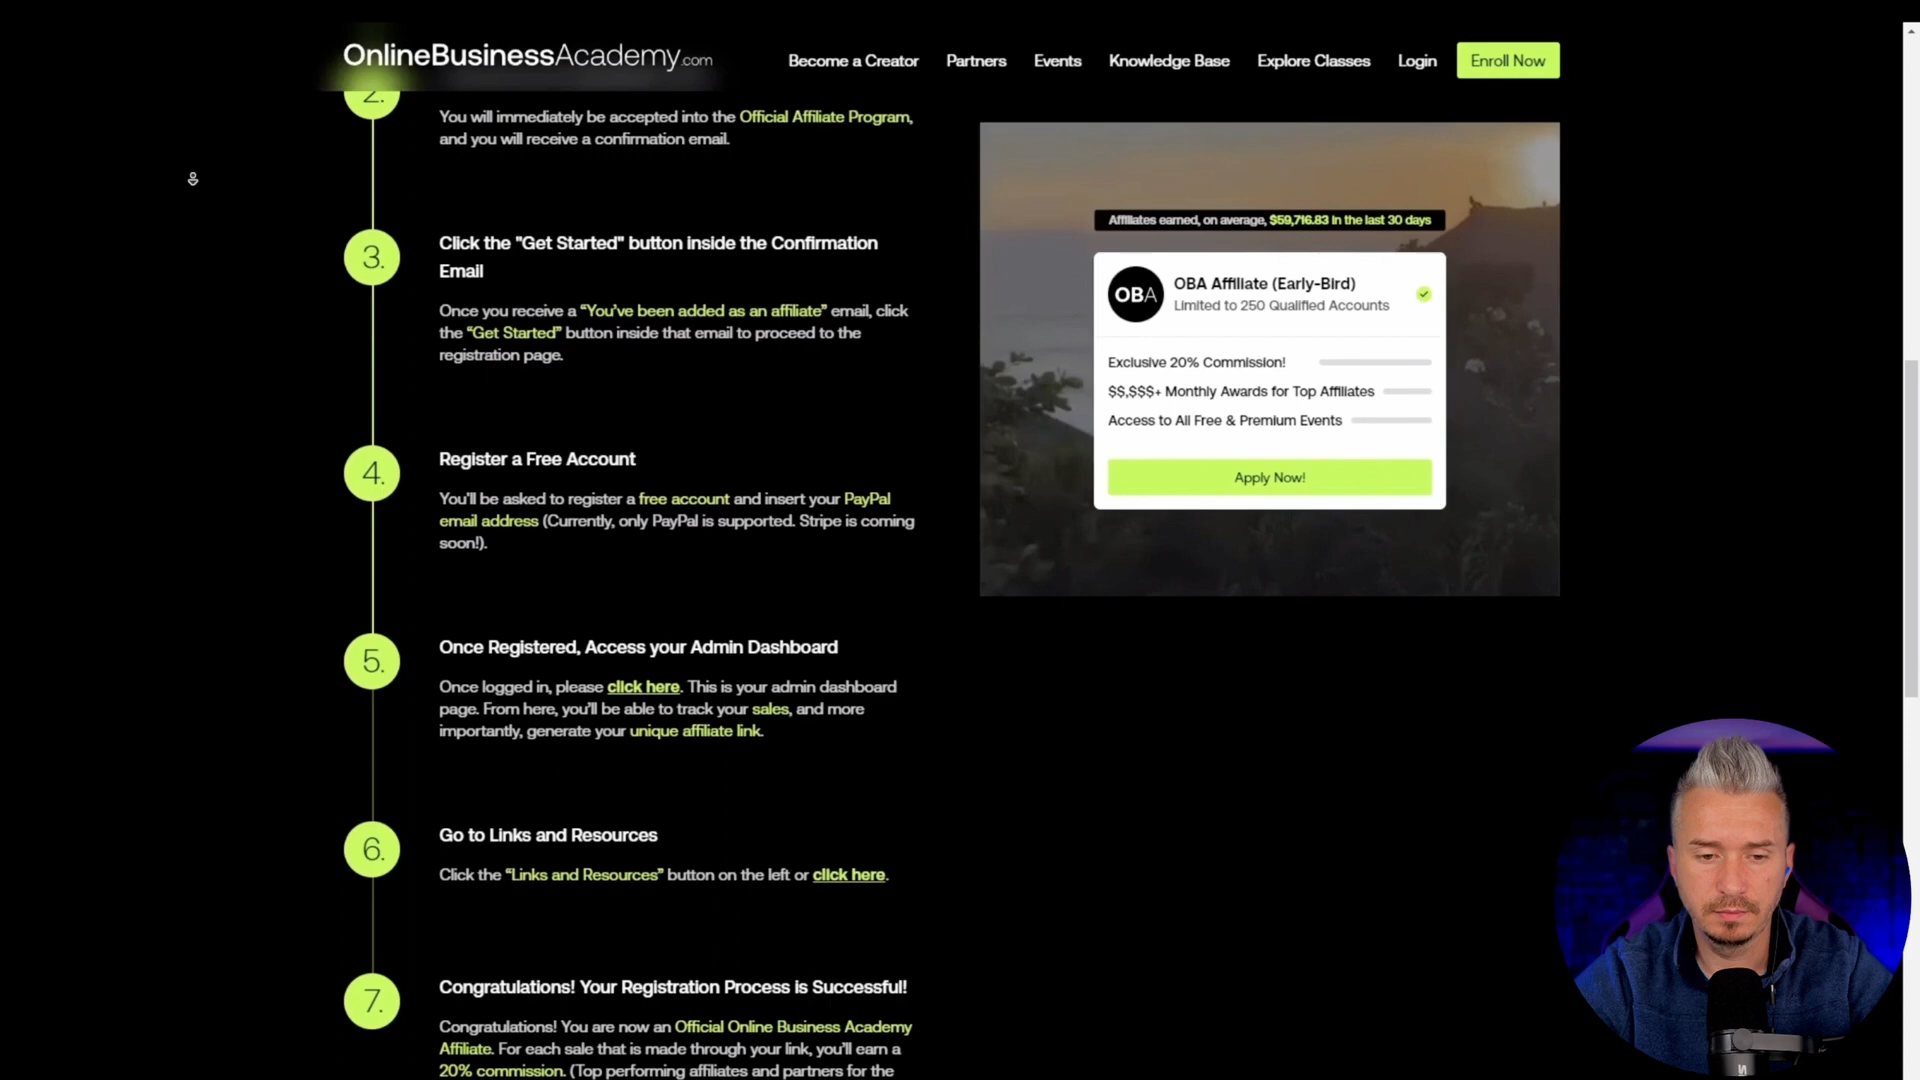 OnlineBusinessAcademy.com
Become a Creator
Partners
Events
Knowledge Base
Explore Classes
Login
Enroll Now
2.
You will immediately be accepted into the Official Affiliate Program,
and you will receive a confirmation email.
3.
Click the "Get Started" button inside the Confirmation
Email
Once you receive a “You’ve been added as an affiliate” email, click
the “Get Started” button inside that email to proceed to the
registration page.
4.
Register a Free Account
You’ll be asked to register a free account and insert your PayPal
email address (Currently, only PayPal is supported. Stripe is coming
soon!).
5.
Once Registered, Access your Admin Dashboard
Once logged in, please click here. This is your admin dashboard
page. From here, you’ll be able to track your sales, and more
importantly, generate your unique affiliate link.
6.
Go to Links and Resources
Click the “Links and Resources” button on the left or click here.
7.
Congratulations! Your Registration Process is Successful!
Congratulations! You are now an Official Online Business Academy
Affiliate. For each sale that is made through your link, you’ll earn a
20% commission. (Top performing affiliates and partners for the
Affiliates earned, on average, $59,716.83 in the last 30 days
OBA
OBA Affiliate (Early-Bird)
Limited to 250 Qualified Accounts
Exclusive 20% Commission!
$$,$$$+ Monthly Awards for Top Affiliates
Access to All Free & Premium Events
Apply Now!